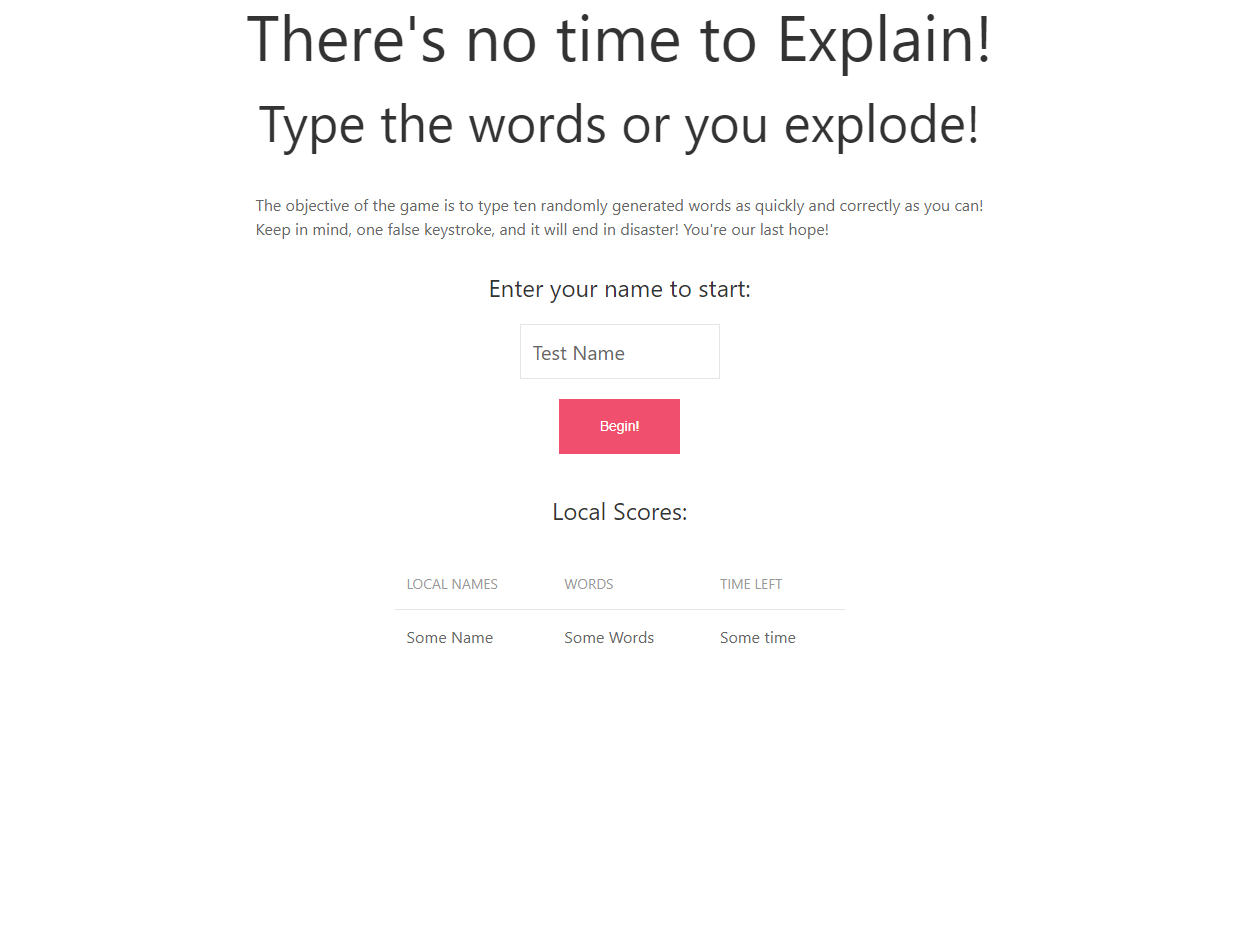 There's no time to Explain!
Type the words or you explode!
The objective of the game is to type ten randomly generated words as quickly and correctly as you can!
Keep in mind, one false keystroke, and it will end in disaster! You're our last hope!
Enter your name to start:
Test Name
Begin!
Local Scores:
LOCAL NAMES WORDS TIME LEFT
Some Name Some Words Some time